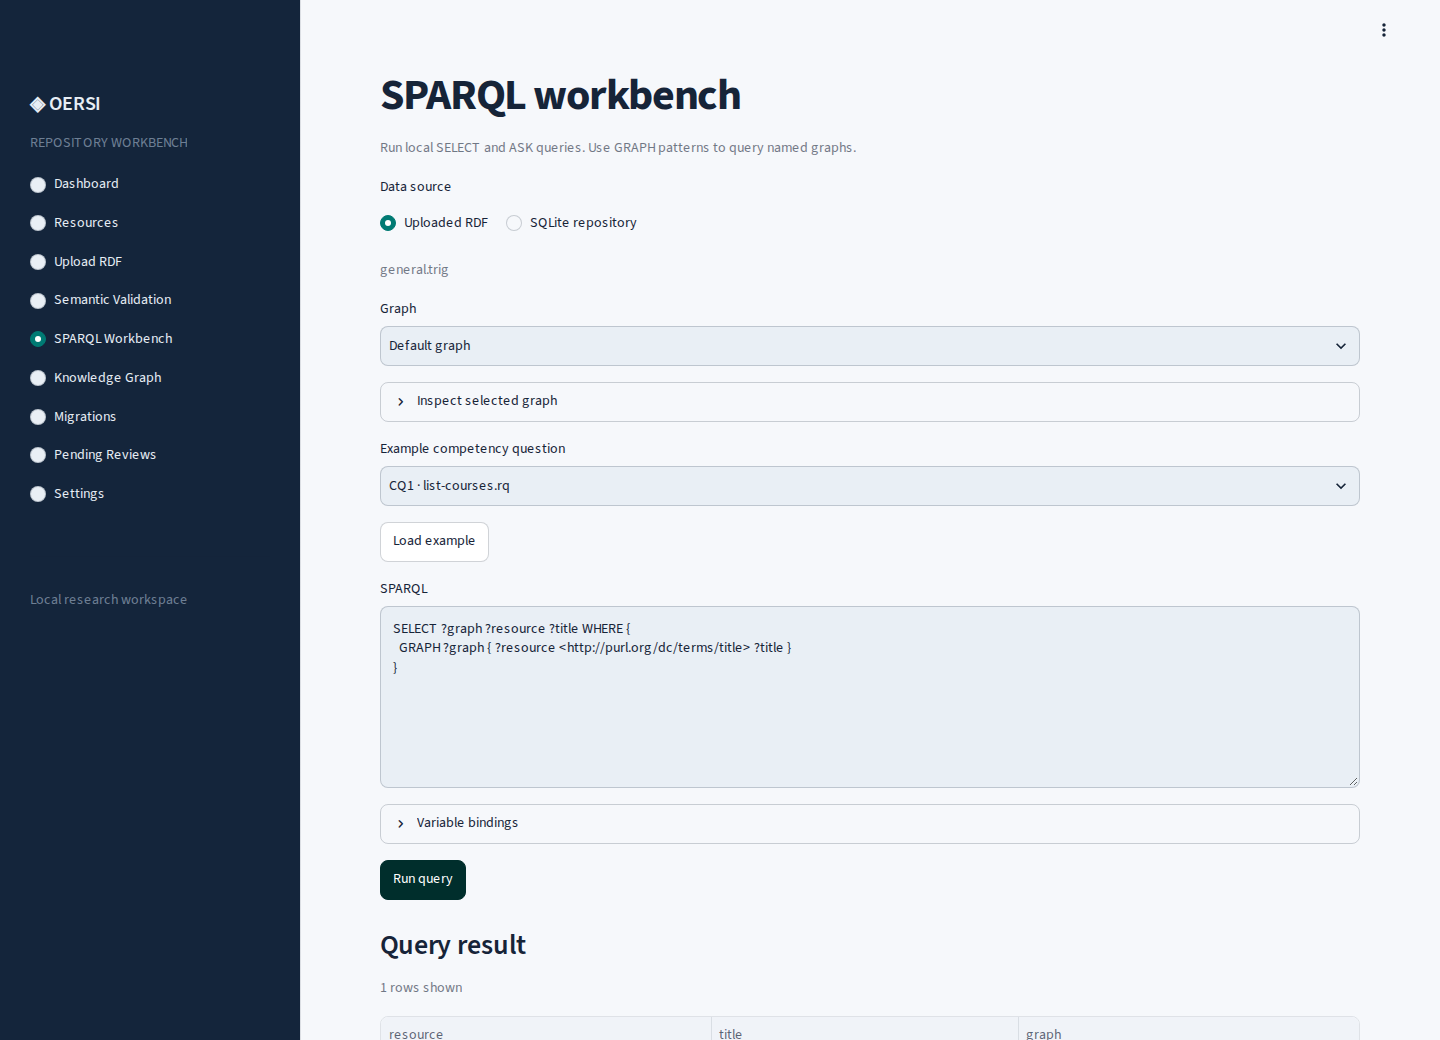 ◈ OERSI
REPOSITORY WORKBENCH
Dashboard
Resources
Upload RDF
Semantic Validation
SPARQL Workbench
Knowledge Graph
Migrations
Pending Reviews
Settings
Local research workspace
SPARQL workbench
Run local SELECT and ASK queries. Use GRAPH patterns to query named graphs.
Data source
Uploaded RDF SQLite repository
general.trig
Graph
Default graph
Inspect selected graph
Example competency question
CQ1 · list-courses.rq
Load example
SPARQL
SELECT ?graph ?resource ?title WHERE {
  GRAPH ?graph { ?resource <http://purl.org/dc/terms/title> ?title }
}
Variable bindings
Run query
Query result
1 rows shown
resource title graph